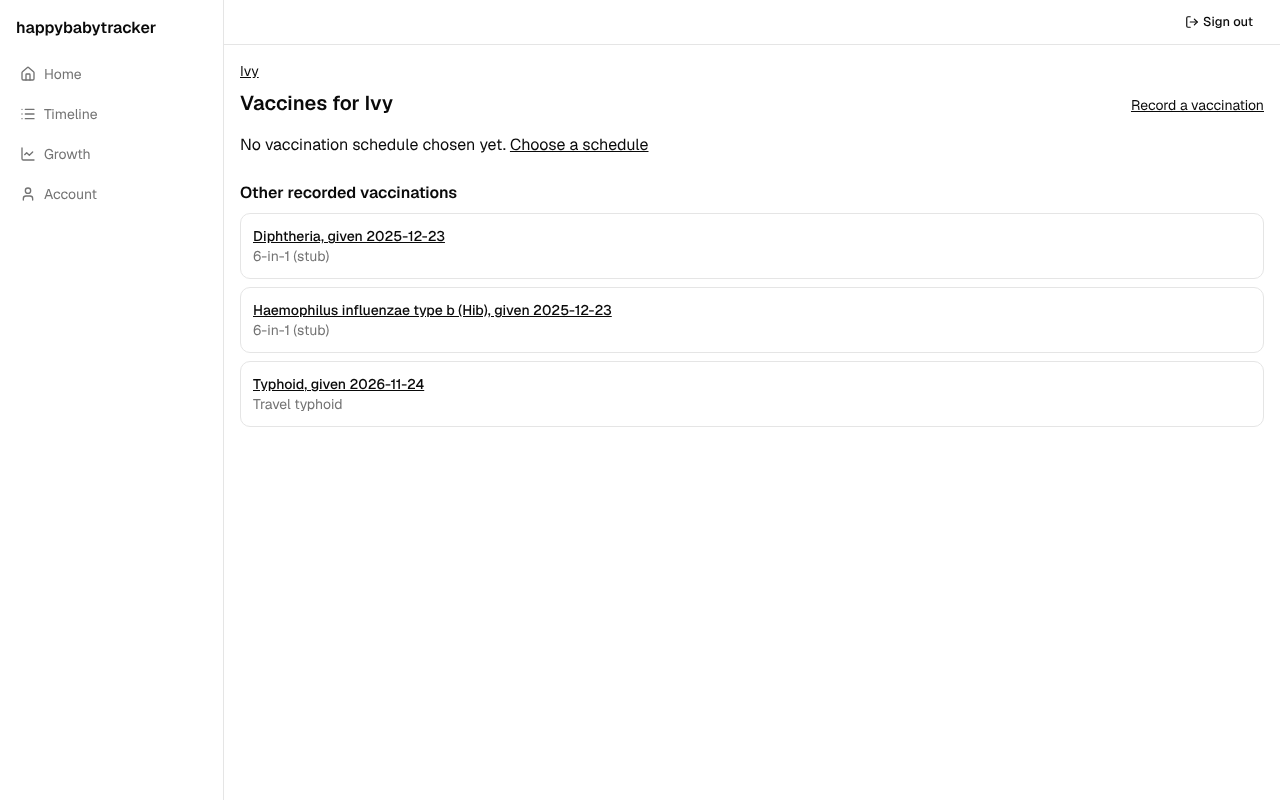 happybabytracker
Sign out
Home
Timeline
Growth
Account
Ivy
Vaccines for Ivy
Record a vaccination
No vaccination schedule chosen yet. Choose a schedule
Other recorded vaccinations
Diphtheria, given 2025-12-23
6-in-1 (stub)
Haemophilus influenzae type b (Hib), given 2025-12-23
6-in-1 (stub)
Typhoid, given 2026-11-24
Travel typhoid